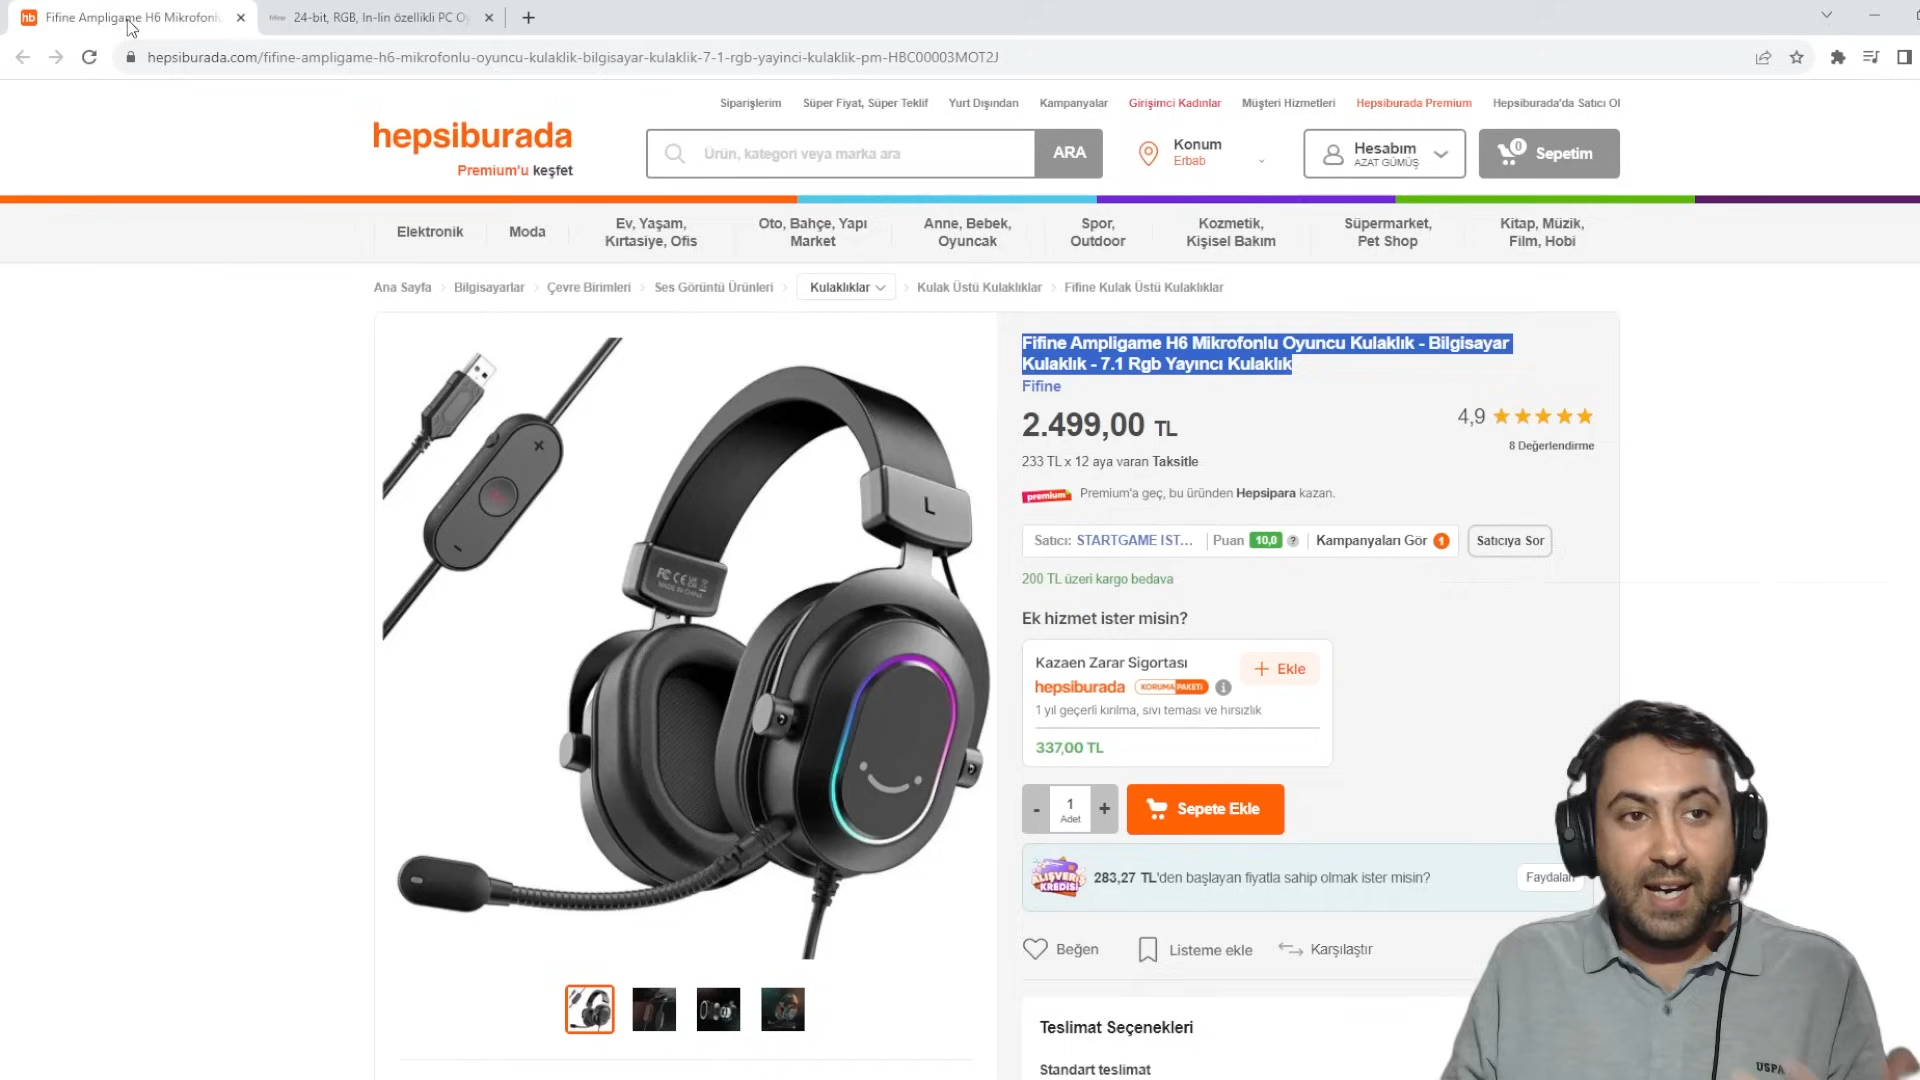 hb Fifine Ampligame H6 Mikrofonlu
fifine 24-bit, RGB, In-lin özellikli PC O
hepsiburada.com/fifine-ampligame-h6-mikrofonlu-oyuncu-kulaklik-bilgisayar-kulaklik-7-1-rgb-yayinci-kulaklik-pm-HBC00003MOT2J
Siparişlerim Süper Fiyat, Süper Teklif Yurt Dışından Kampanyalar Girişimci Kadınlar Müşteri Hizmetleri Hepsiburada Premium Hepsiburada'da Satıcı Ol
hepsiburada
Premium'u keşfet
Ürün, kategori veya marka ara
ARA
Konum
Erbab
Hesabım
AZAT GÜMÜŞ
0 Sepetim
Elektronik
Moda
Ev, Yaşam,
Kırtasiye, Ofis
Oto, Bahçe, Yapı
Market
Anne, Bebek,
Oyuncak
Spor,
Outdoor
Kozmetik,
Kişisel Bakım
Süpermarket,
Pet Shop
Kitap, Müzik,
Film, Hobi
Ana Sayfa Bilgisayarlar Çevre Birimleri Ses Görüntü Ürünleri Kulaklıklar Kulak Üstü Kulaklıklar Fifine Kulak Üstü Kulaklıklar
L
FC CE
MADE IN CHINA
Fifine Ampligame H6 Mikrofonlu Oyuncu Kulaklık - Bilgisayar
Kulaklık - 7.1 Rgb Yayıncı Kulaklık
Fifine
2.499,00 TL
4,9
8 Değerlendirme
233 TL x 12 aya varan Taksitle
premium Premium'a geç, bu üründen Hepsipara kazan.
Satıcı: STARTGAME IST... Puan 10,0 ? Kampanyaları Gör 1 Satıcıya Sor
200 TL üzeri kargo bedava
Ek hizmet ister misin?
Kazaen Zarar Sigortası
+ Ekle
hepsiburada KORUMA PAKETİ i
1 yıl geçerli kırılma, sıvı teması ve hırsızlık
337,00 TL
- 1 +
Adet
Sepete Ekle
ALIŞVERİŞ
KREDİSİ
283,27 TL'den başlayan fiyatla sahip olmak ister misin?
Faydaları
Beğen Listeme ekle Karşılaştır
Teslimat Seçenekleri
Standart teslimat
USPA